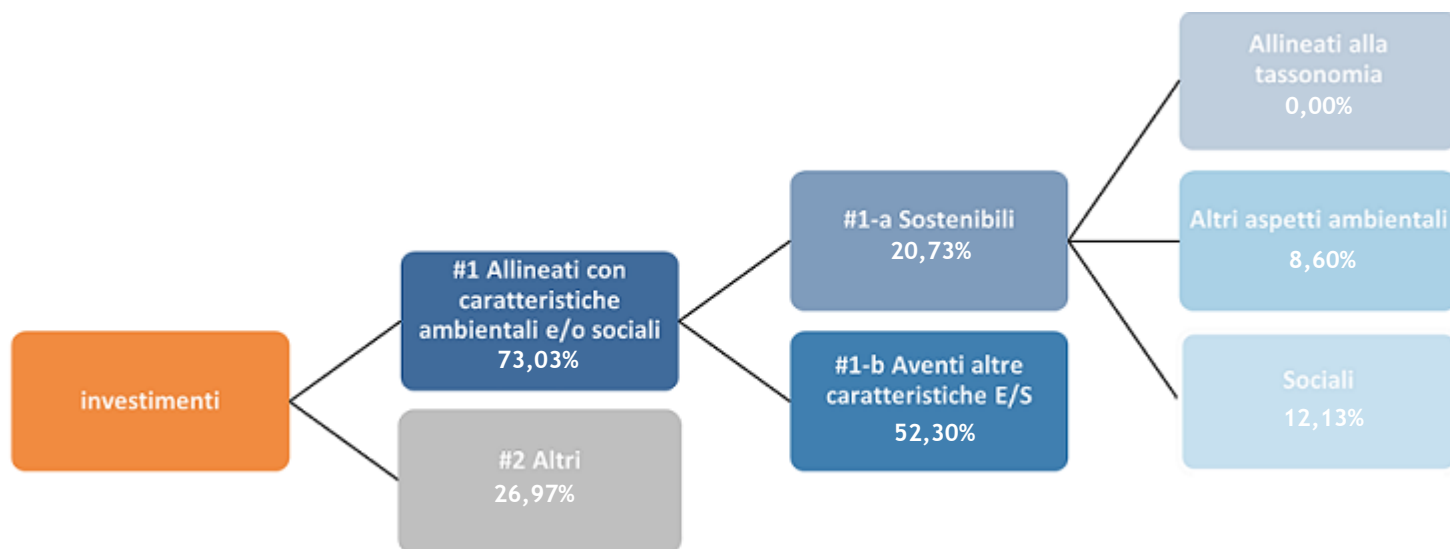 investimenti
#1 Allineati con
caratteristiche
ambientali e/o sociali
73,03%
#2 Altri
26,97%
#1-a Sostenibili
20,73%
#1-b Aventi altre
caratteristiche E/S
52,30%
Allineati alla
tassonomia
0,00%
Altri aspetti ambientali
8,60%
Sociali
12,13%